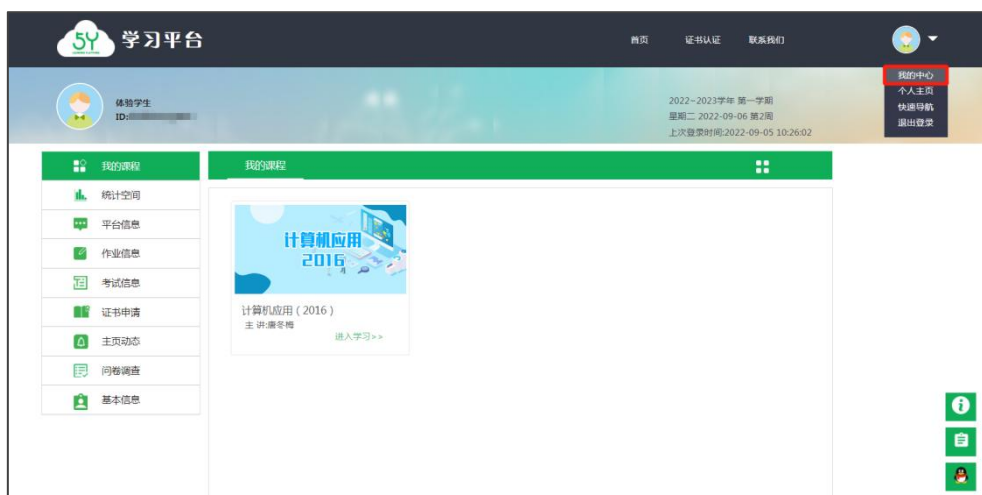 5Y 学习平台
首页 证书认证 联系我们
我的中心
个人主页
快速导航
退出登录
体验学生
ID:
2022~2023学年 第一学期
星期二 2022-09-06 第2周
上次登录时间:2022-09-05 10:26:02
我的课程
统计空间
平台信息
作业信息
考试信息
证书申请
主页动态
问卷调查
基本信息
我的课程
计算机应用
2016
计算机应用 ( 2016 )
主 讲:唐冬梅
进入学习>>